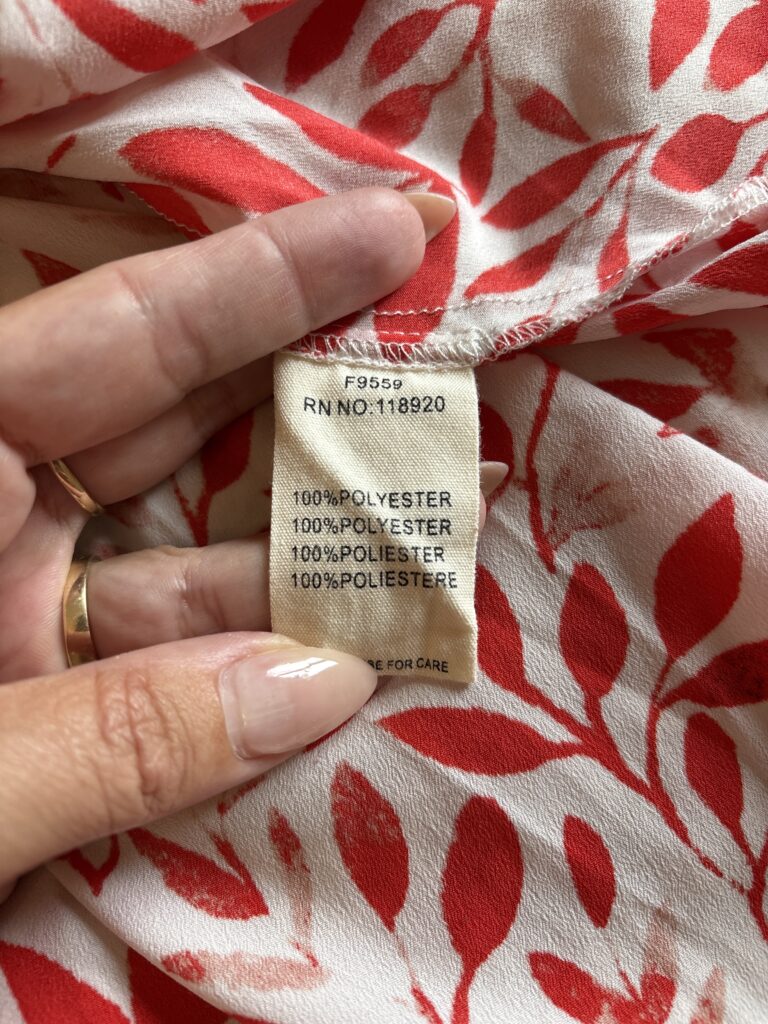 F9559
RN NO:118920
100%POLYESTER
100%POLYESTER
100%POLIESTER
100%POLIESTERE
FOR CARE